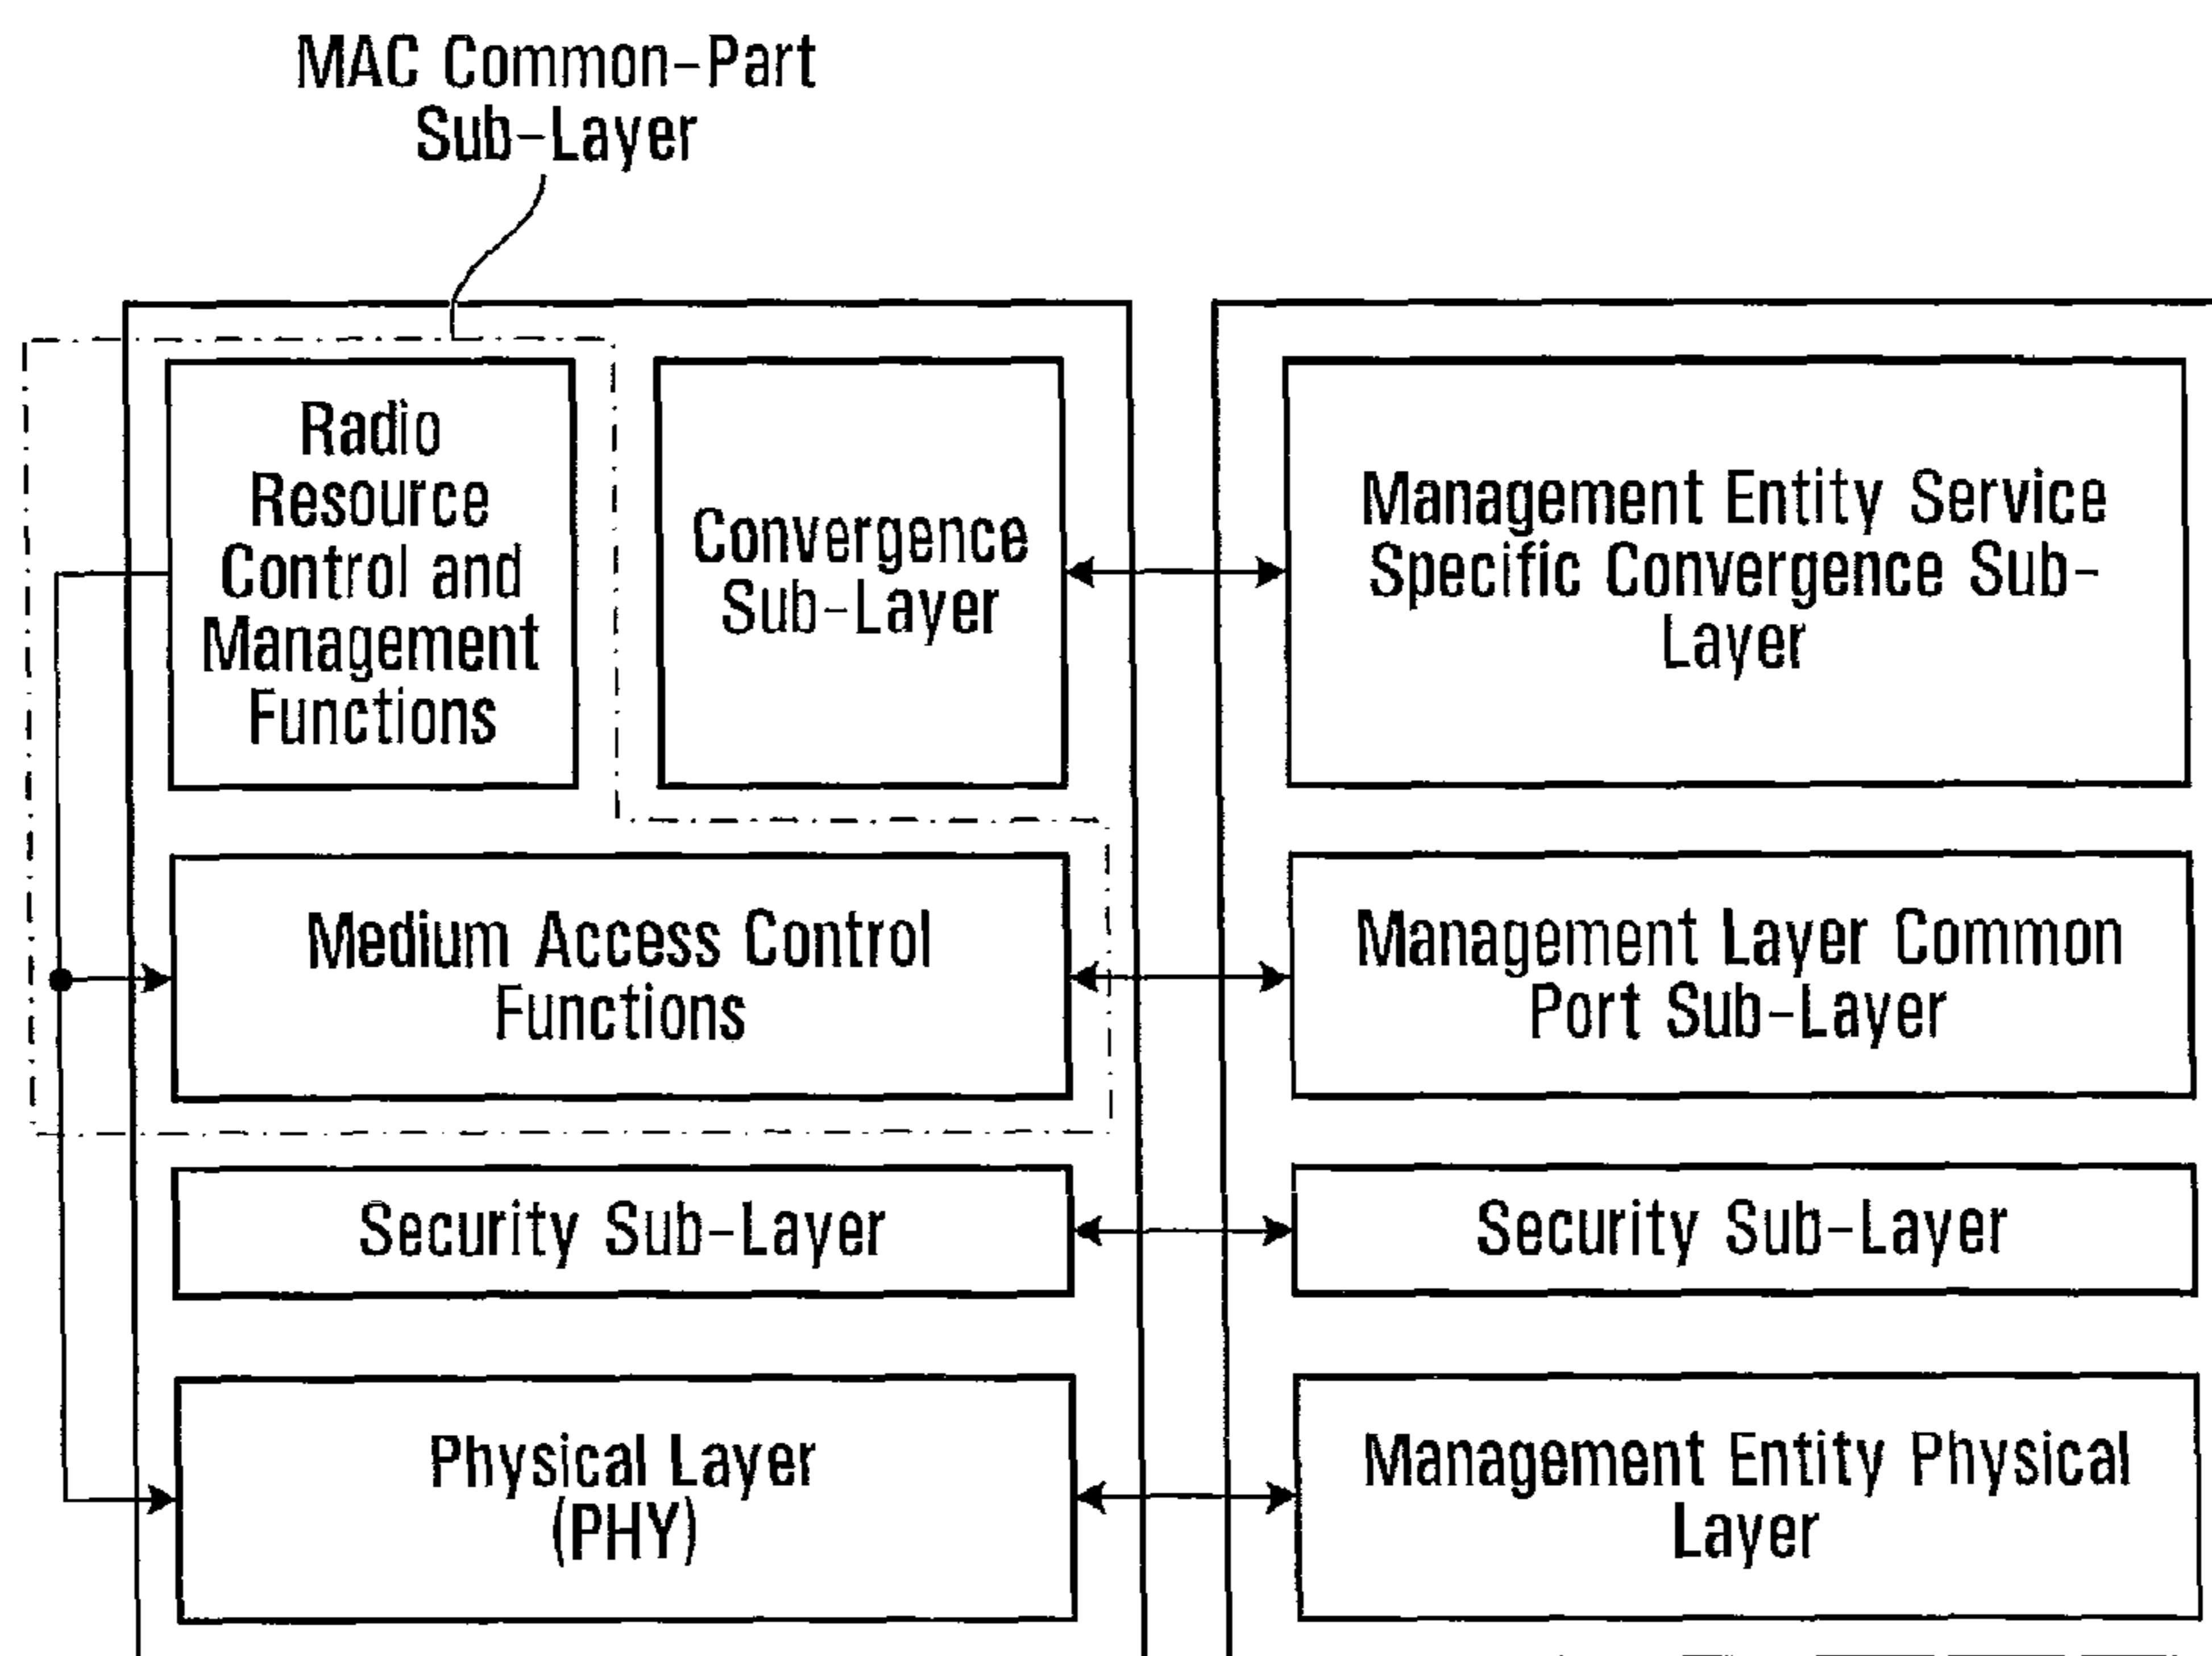 MAC Common-Part
Sub-Layer
Radio
Resource
Control and
Management
Functions
Convergence
Sub-Layer
Management Entity Service
Specific Convergence Sub-
Layer
Medium Access Control
Functions
Management Layer Common
Port Sub-Layer
Security Sub-Layer
Security Sub-Layer
Physical Layer
(PHY)
Management Entity Physical
Layer